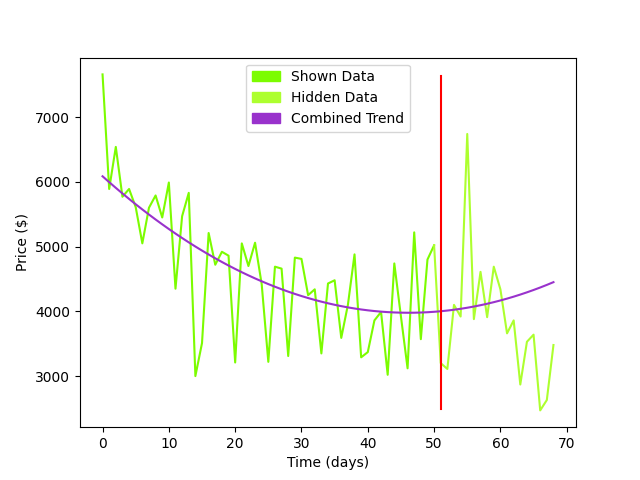 Shown Data
Hidden Data
Combined Trend
Price ($)
7000
6000
5000
4000
3000
0 10 20 30 40 50 60 70
Time (days)